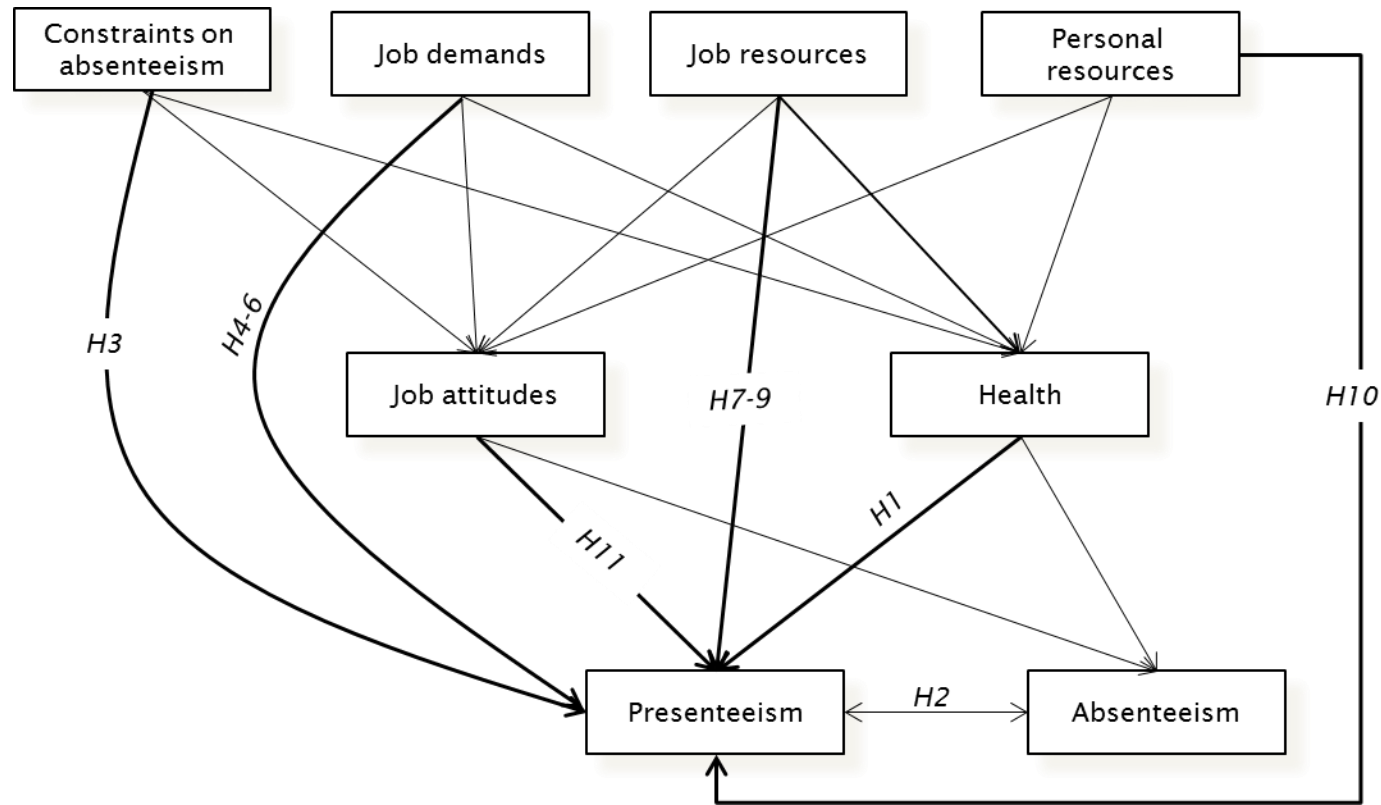 Constraints on
absenteeism
Job demands
Job resources
Personal
resources
H3
H4-6
Job attitudes
H7-9
Health
H10
H11
H1
Presenteeism
H2
Absenteeism